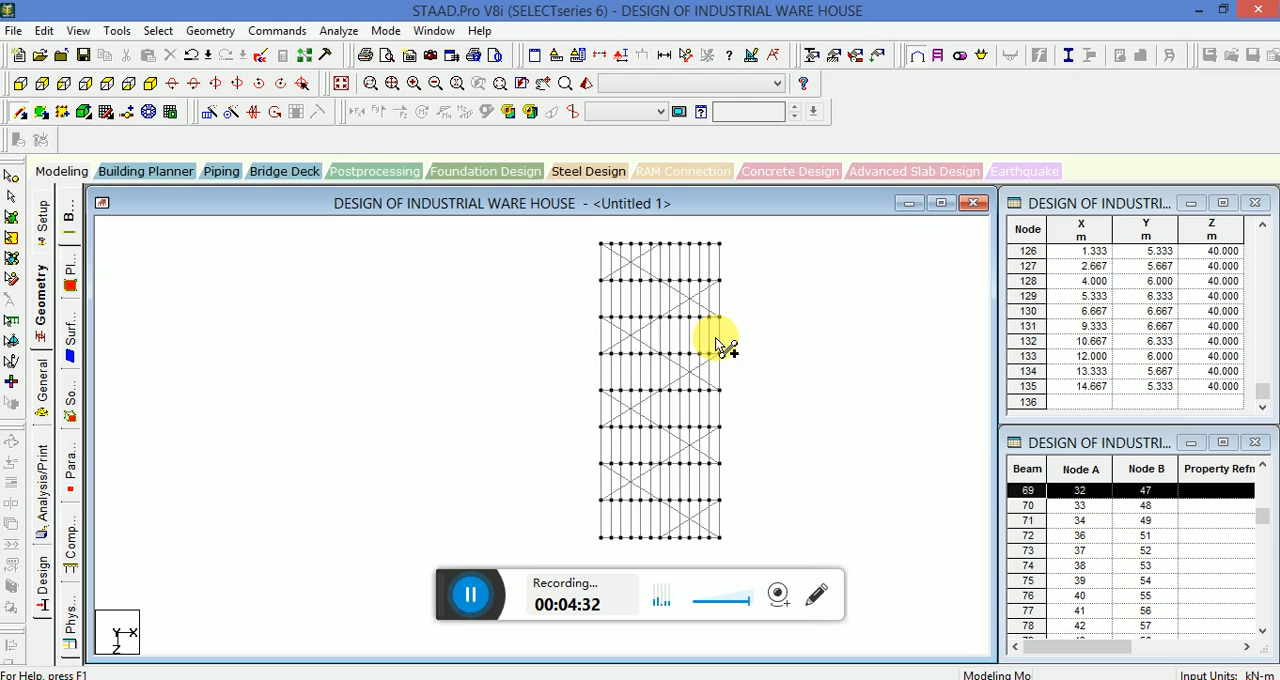 STAAD.Pro V8i (SELECTseries 6) - DESIGN OF INDUSTRIAL WARE HOUSE
File Edit View Tools Select Geometry Commands Analyze Mode Window Help
Modeling Building Planner Piping Bridge Deck Postprocessing Foundation Design Steel Design RAM Connection Concrete Design Advanced Slab Design Earthquake
Setup
Geometry
General
Analysis/Print
Design
B...
Pl...
Surf...
So...
Para...
Comp...
Phys...
DESIGN OF INDUSTRIAL WARE HOUSE - <Untitled 1>
Y X
Z
Recording...
00:04:32
DESIGN OF INDUSTRI...
Node X m Y m Z m
126 1.333 5.333 40.000
127 2.667 5.667 40.000
128 4.000 6.000 40.000
129 5.333 6.333 40.000
130 6.667 6.667 40.000
131 9.333 6.667 40.000
132 10.667 6.333 40.000
133 12.000 6.000 40.000
134 13.333 5.667 40.000
135 14.667 5.333 40.000
136
DESIGN OF INDUSTRI...
Beam Node A Node B Property Refn
69 32 47
70 33 48
71 34 49
72 36 51
73 37 52
74 38 53
75 39 54
76 40 55
77 41 56
78 42 57
For Help, press F1 Modeling Mo Input Units: kN-m